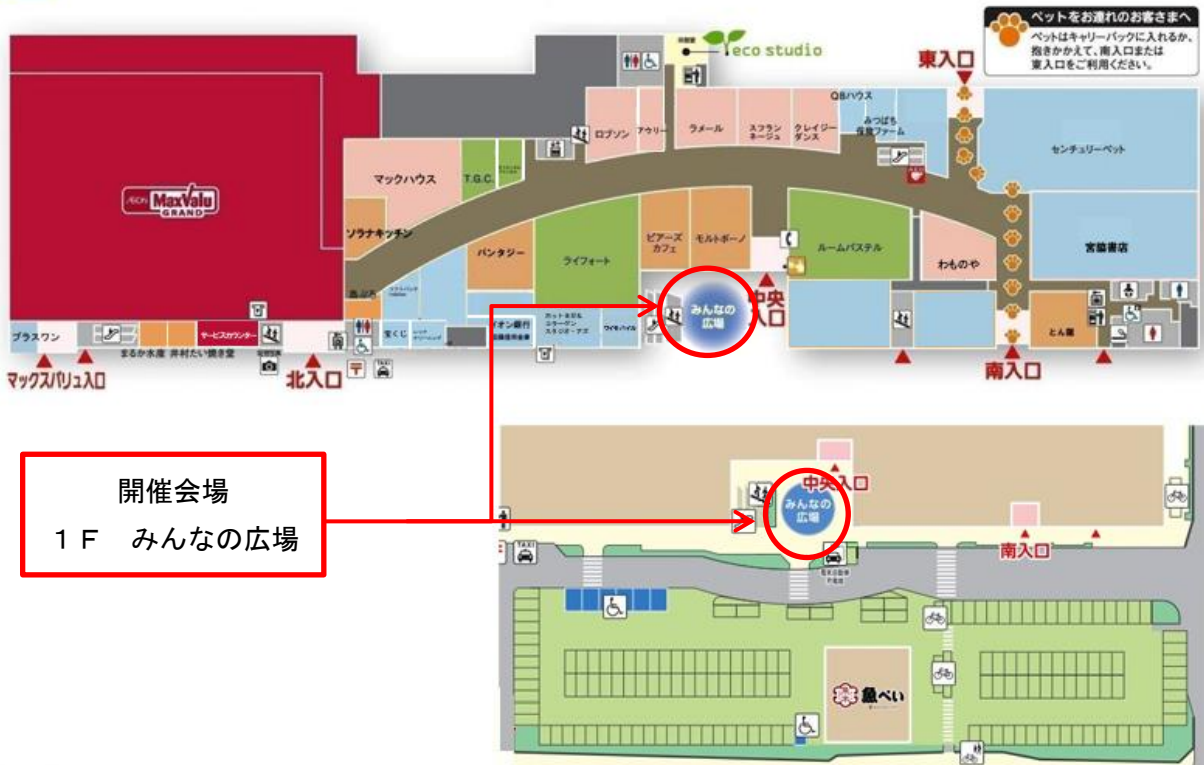 ペットをお連れのお客さまへ
ペットはキャリーバックに入れるか、
抱きかかえて、南入口または
東入口をご利用ください。
eco studio
東入口
QBハウス
みつばち
保育ファーム
ロブソン
アウリー
ラメール
スフラン
ネージュ
クレイジー
ダンス
センチュリーペット
マックハウス
T.G.C.
AEON MaxValu
GRAND
ソラナキッチン
パンタジー
ライフォート
ピアーズ
カフェ
モルトボーノ
ルームパステル
わものや
宮脇書店
みんなの
広場
中央
入口
プラスワン
まるか水産
井村たい焼き堂
サービスカウンター
宝くじ
イオン銀行
ワイモバイル
とん麺
マックスバリュ入口
北入口
TAXI
南入口
開催会場
1F みんなの広場
中央入口
みんなの
広場
TAXI
南入口
魚べい